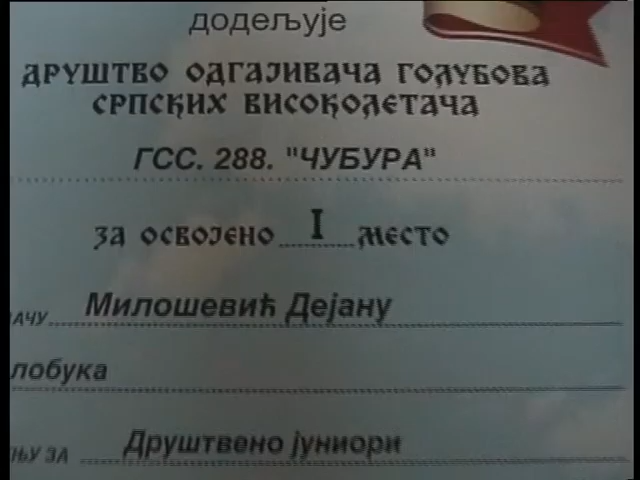 додељује
ДРУШТВО ОДГАЈИВАЧА ГОЛУБОВА
СРПСКИХ ВИСОКОЛЕТАЧА
ГСС. 288. "ЧУБУРА"
ЗА ОСВОЈЕНО I МЕСТО
АЧУ Милошевић Дејану
лобука
ЊУ ЗА Друштвено јуниори